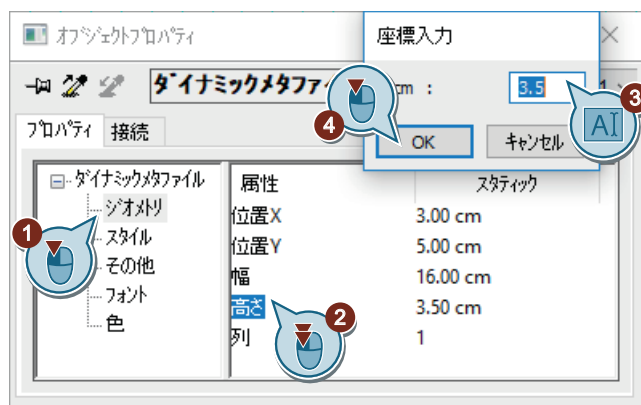 オブジェクトプロパティ
座標入力
ダイナミックメタファ
cm :
3.5
OK
キャンセル
プロパティ
接続
ダイナミックメタファイル
ジオメトリ
スタイル
その他
フォント
色
属性
スタティック
位置X
3.00 cm
位置Y
5.00 cm
幅
16.00 cm
高さ
3.50 cm
列
1
1
2
3
4
AI